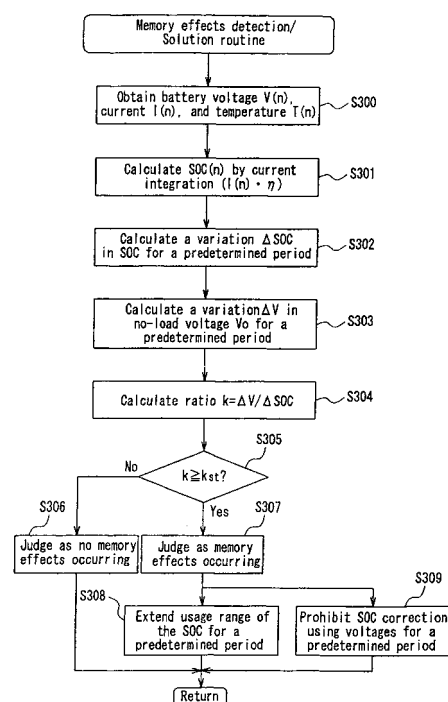 Memory effects detection/
Solution routine
Obtain battery voltage V(n),
current I(n), and temperature T(n)
S300
Calculate SOC(n) by current
integration (I(n)・η)
S301
Calculate a variation ΔSOC
in SOC for a predetermined period
S302
Calculate a variationΔV in
no-load voltage Vo for a
predetermined period
S303
Calculate ratio k=ΔV/ΔSOC
S304
S305
k≧kst?
No
Yes
S306
Judge as no memory
effects occurring
S307
Judge as memory
effects occurring
S308
Extend usage range of
the SOC for a
predetermined period
S309
Prohibit SOC correction
using voltages for a
predetermined period
Return